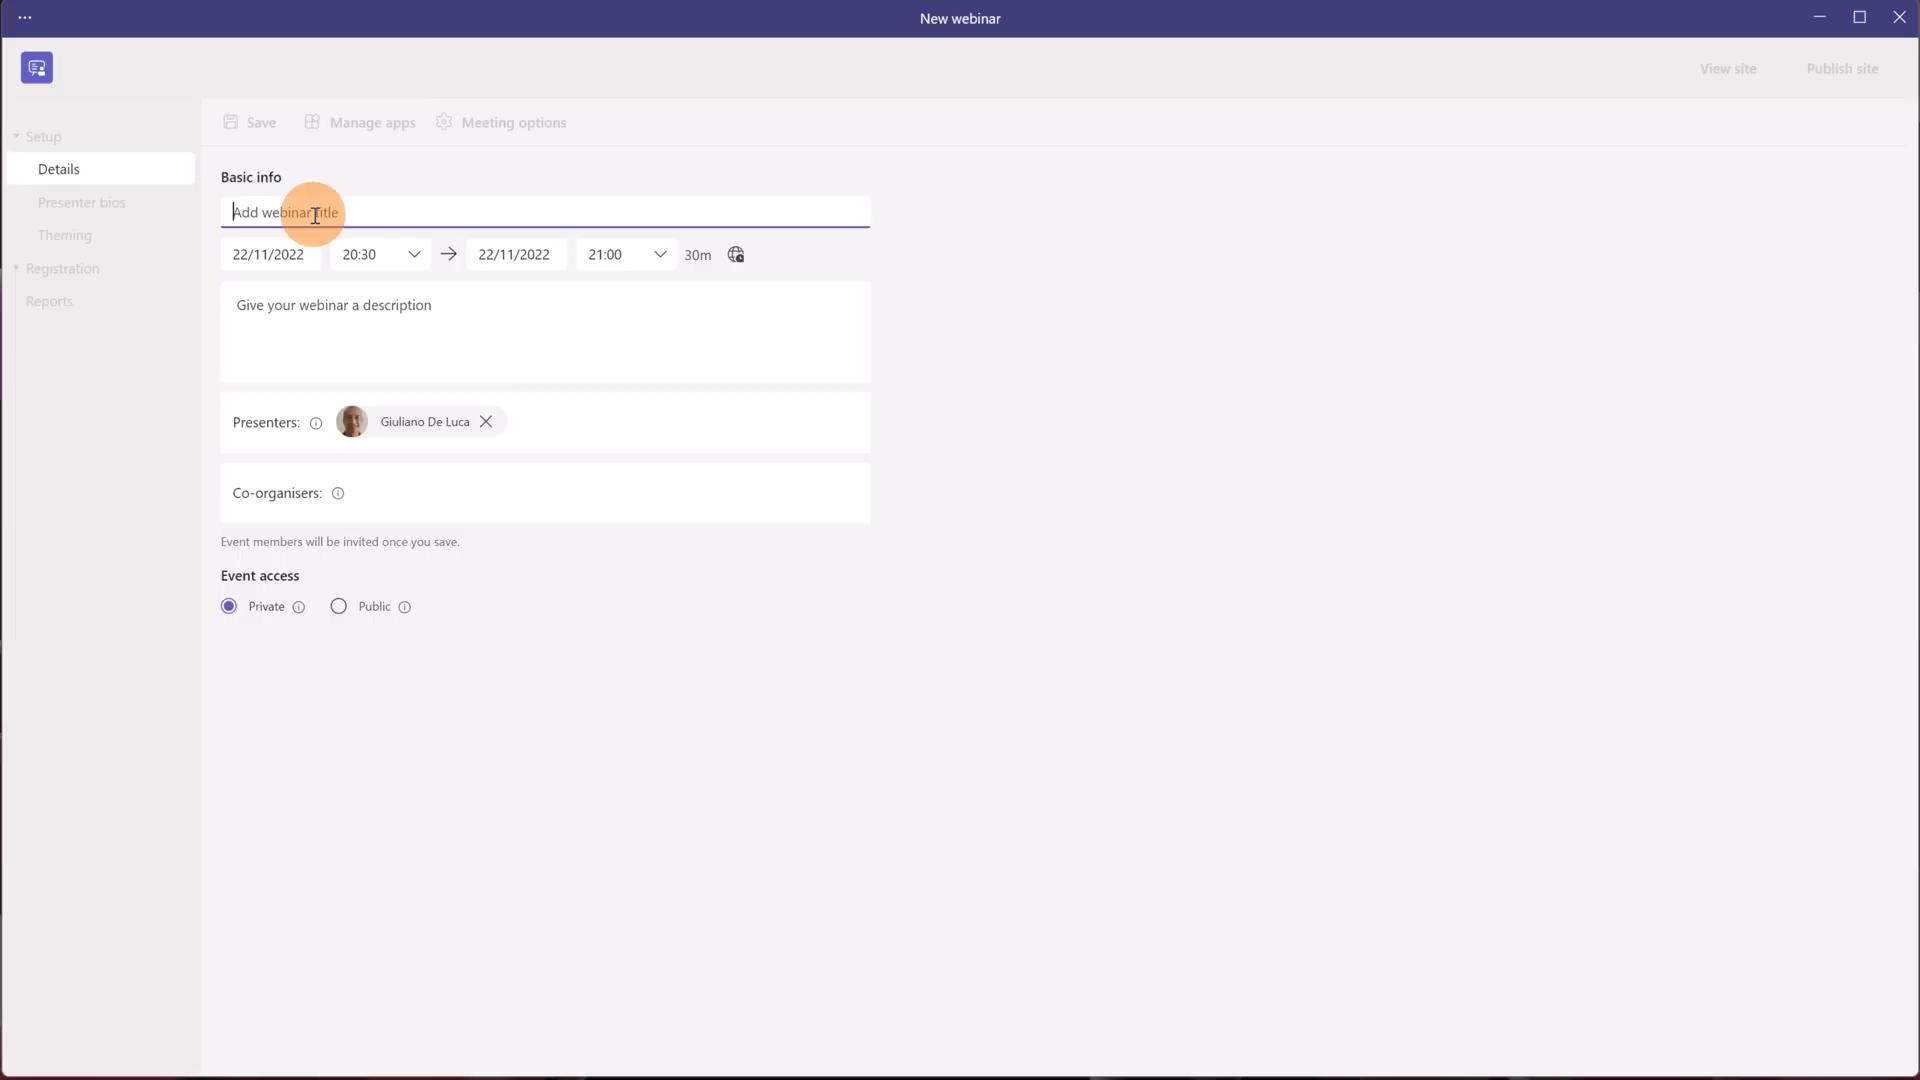 New webinar
View site Publish site
Save Manage apps Meeting options
Setup
Details
Presenter bios
Theming
Registration
Reports
Basic info
Add webinar title
22/11/2022 20:30 22/11/2022 21:00 30m
Give your webinar a description
Presenters: Giuliano De Luca
Co-organisers:
Event members will be invited once you save.
Event access
Private Public